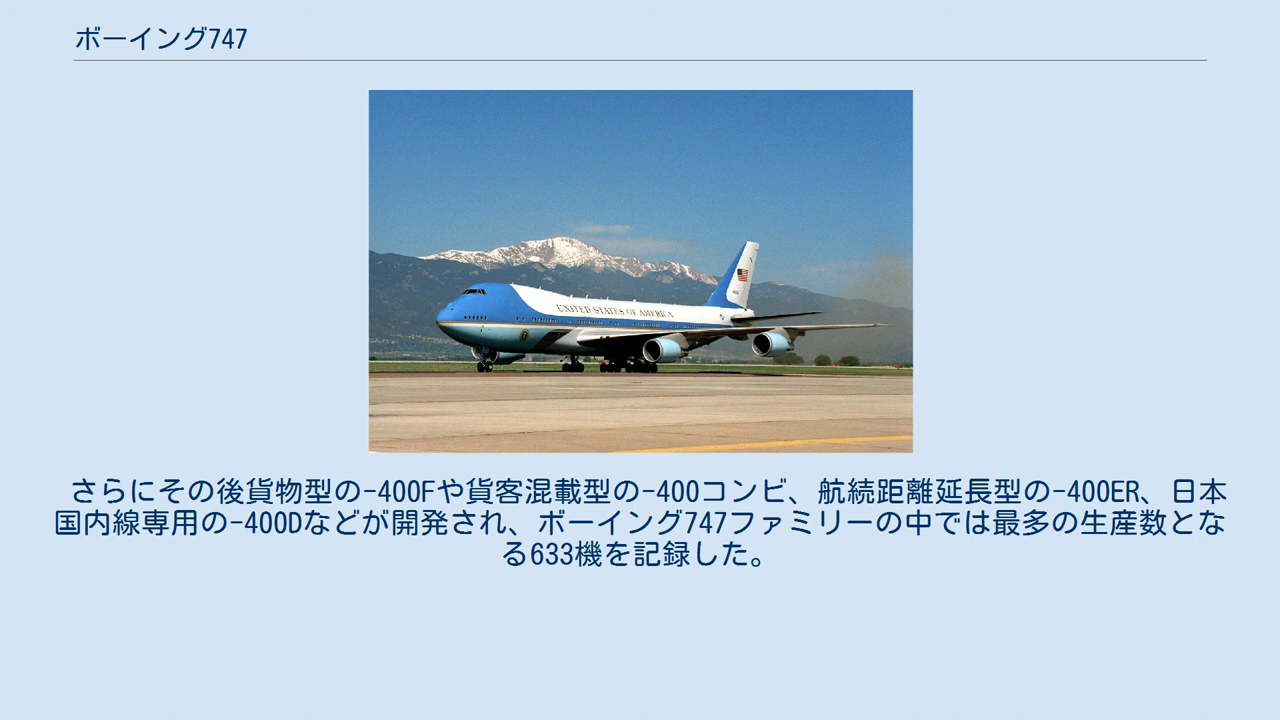 ボーイング747
UNITED STATES OF AMERICA
さらにその後貨物型の-400Fや貨客混載型の-400コンビ、航続距離延長型の-400ER、日本
国内線専用の-400Dなどが開発され、ボーイング747ファミリーの中では最多の生産数とな
る633機を記録した。